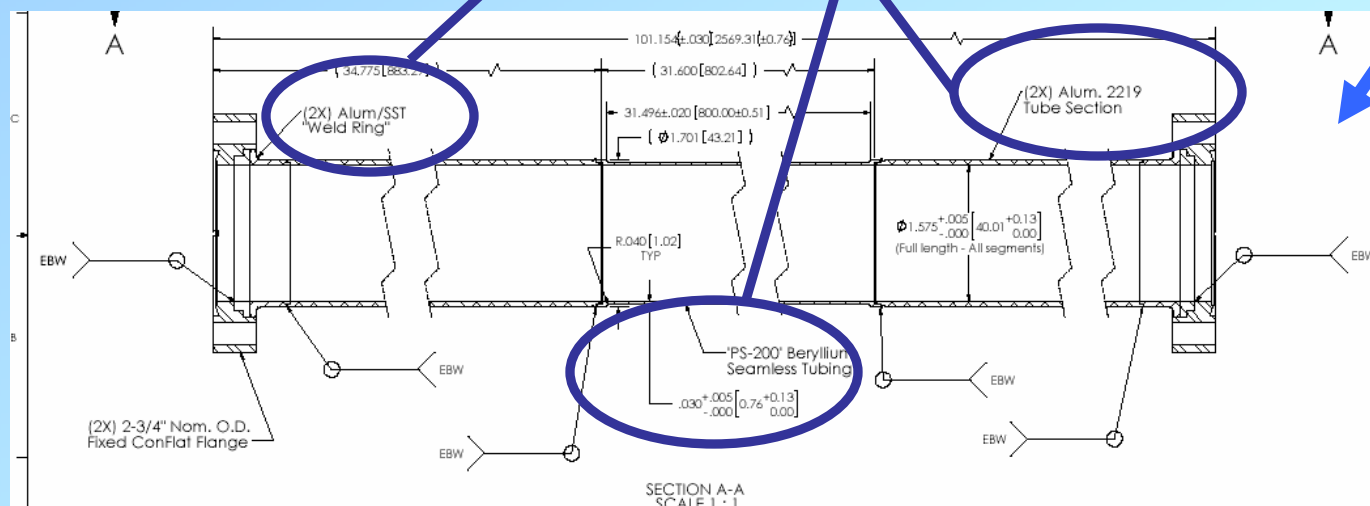 A
A
101.154±.030[2569.31(±0.76]
(34.775[883.27])
( 31.600[802.64] )
C
(2X) Alum/SST
"Weld Ring"
31.496±.020[800.00±0.51]
(2X) Alum. 2219
Tube Section
( Ø1.701[43.21] )
Ø1.575 +.005 -.000 [40.01 +0.13 0.00]
(Full length - All segments)
R.040[1.02]
TYP
EBW
EBW
B
"PS-200" Beryllium
Seamless Tubing
EBW
EBW
.030 +.005 -.000 [0.76 +0.13 0.00]
(2X) 2-3/4" Nom. O.D.
Fixed ConFlat Flange
EBW
EBW
SECTION A-A
SCALE 1 : 1